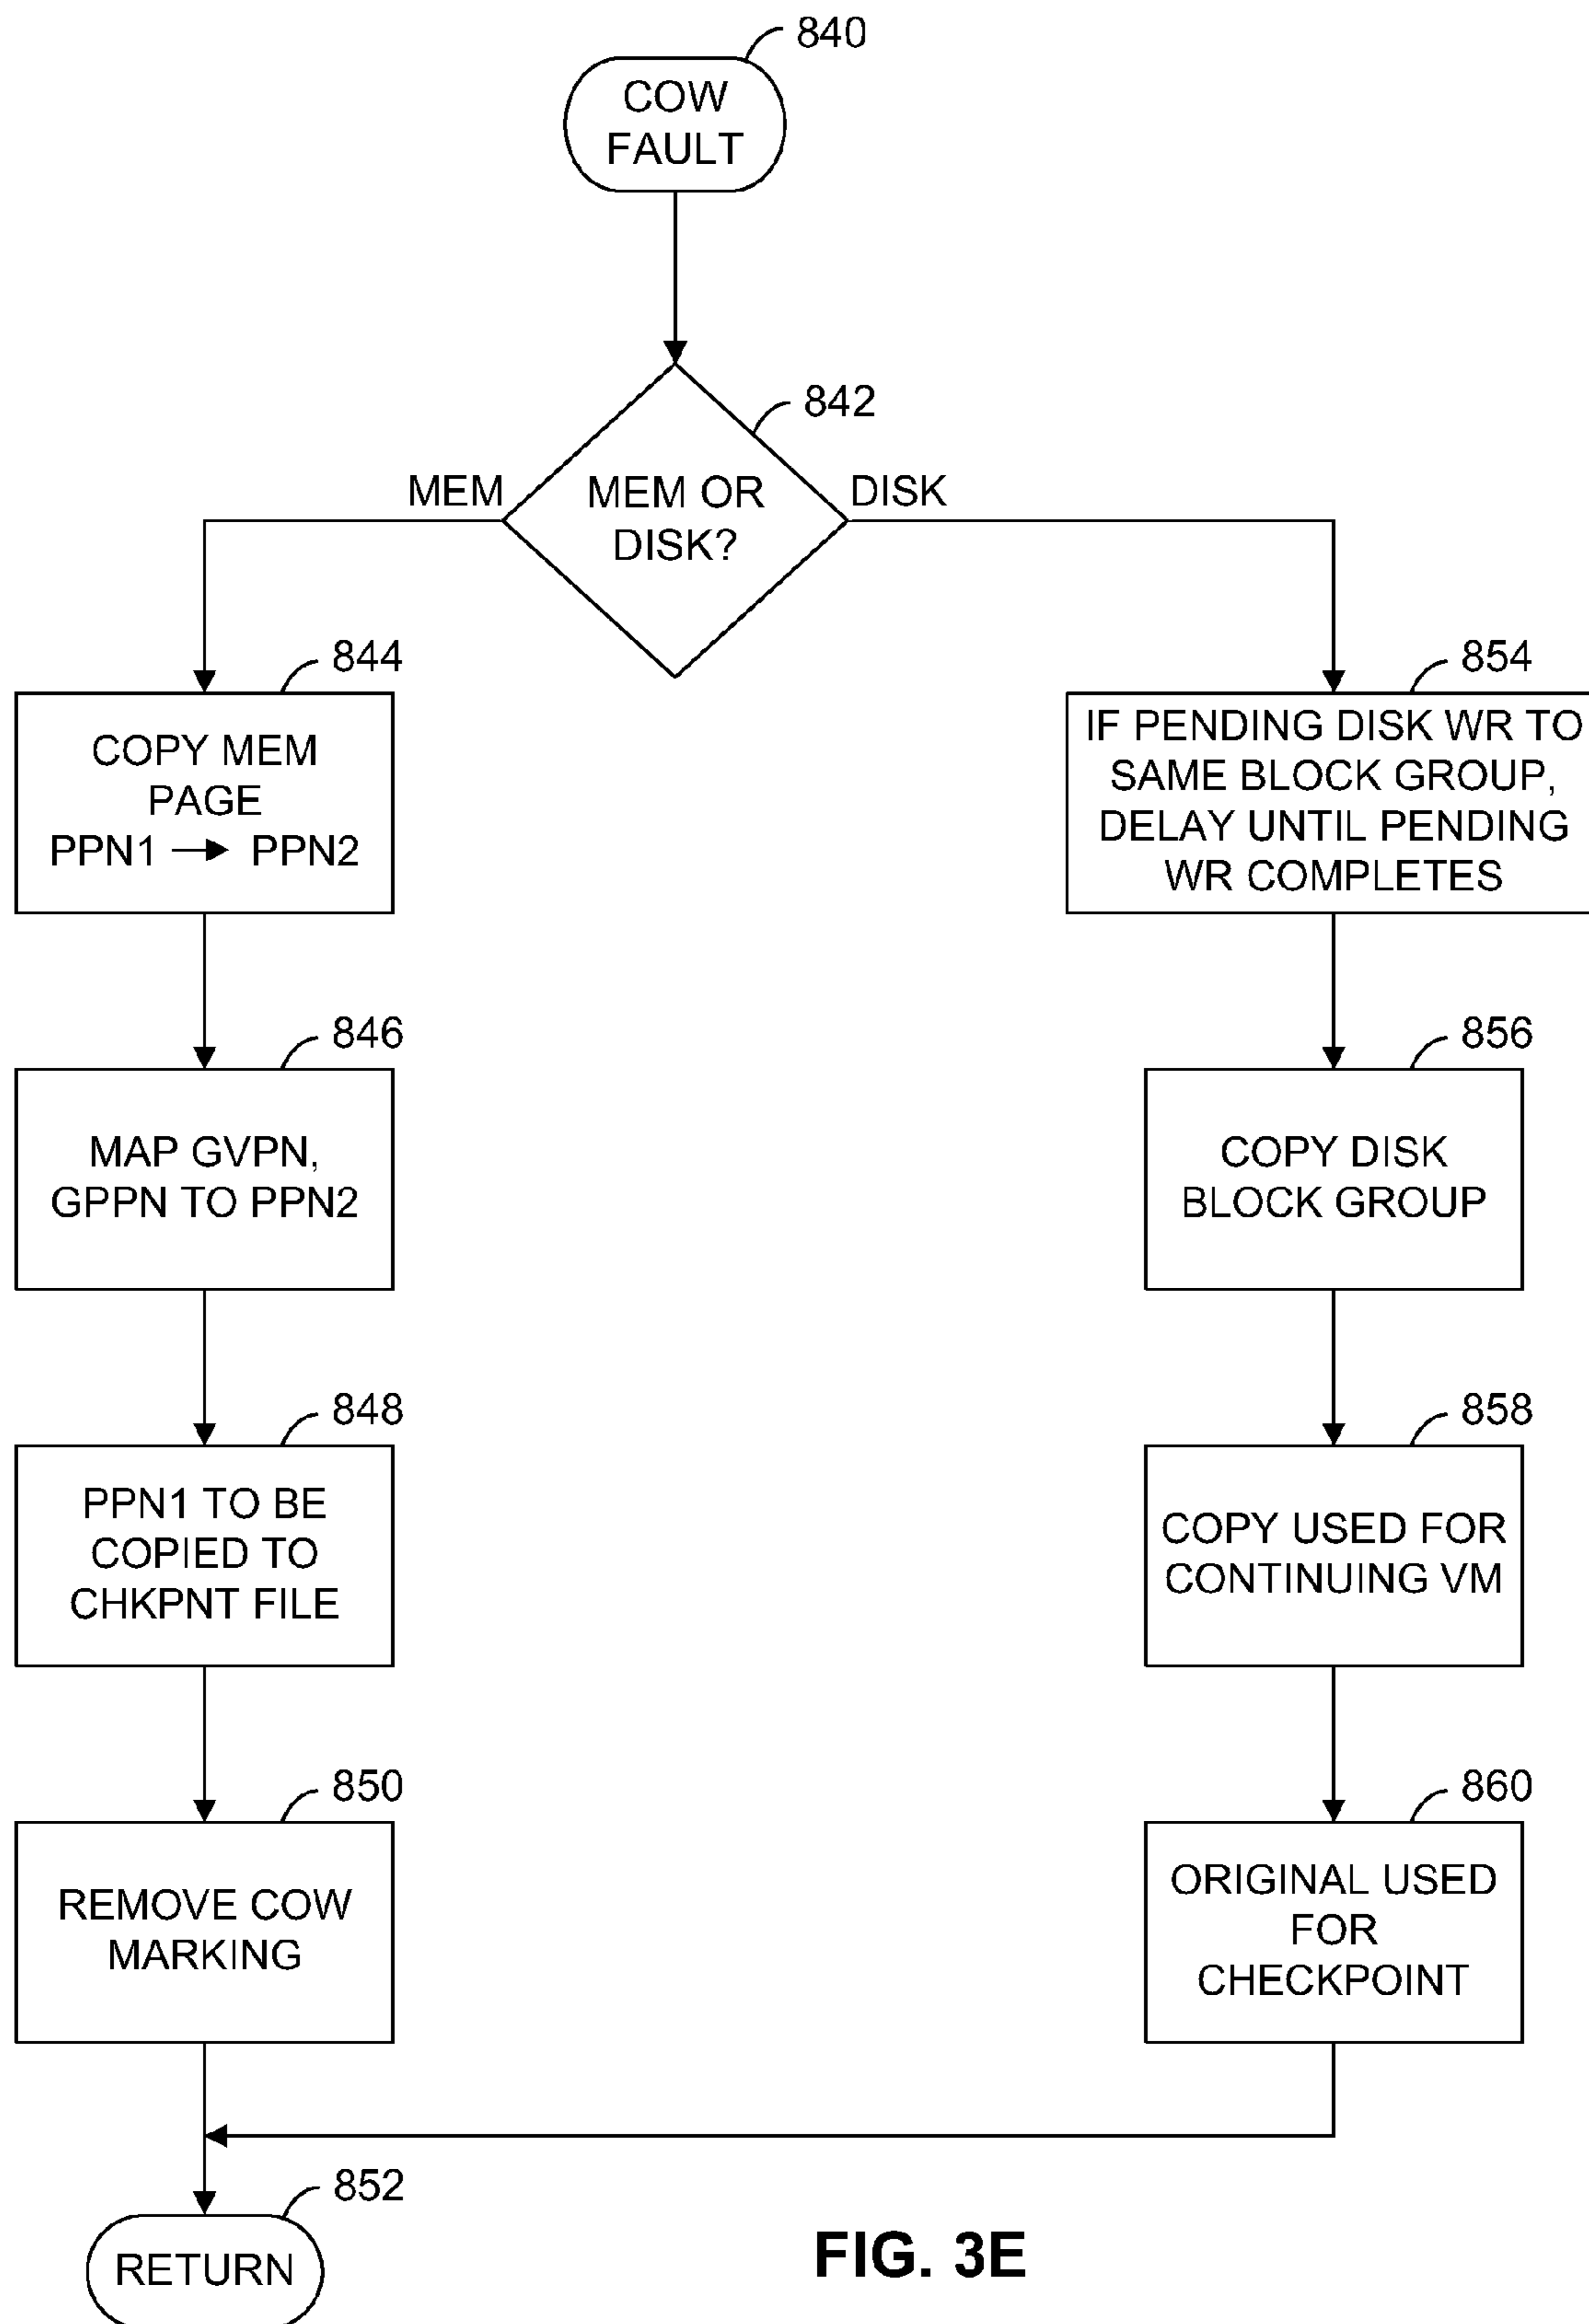 840
COW
FAULT
842
MEM
MEM OR
DISK?
DISK
844
COPY MEM
PAGE
PPN1 → PPN2
846
MAP GVPN,
GPPN TO PPN2
848
PPN1 TO BE
COPIED TO
CHKPNT FILE
850
REMOVE COW
MARKING
854
IF PENDING DISK WR TO
SAME BLOCK GROUP,
DELAY UNTIL PENDING
WR COMPLETES
856
COPY DISK
BLOCK GROUP
858
COPY USED FOR
CONTINUING VM
860
ORIGINAL USED
FOR
CHECKPOINT
852
RETURN
FIG. 3E